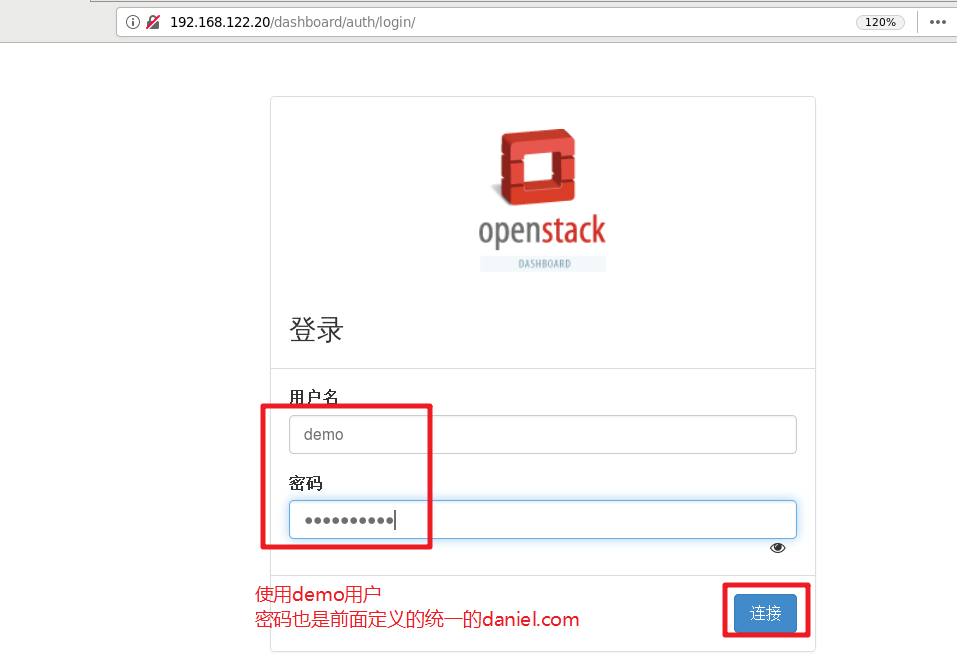 192.168.122.20/dashboard/auth/login/
120%
openstack
DASHBOARD
登录
用户名
demo
密码
使用demo用户
密码也是前面定义的统一的daniel.com
连接